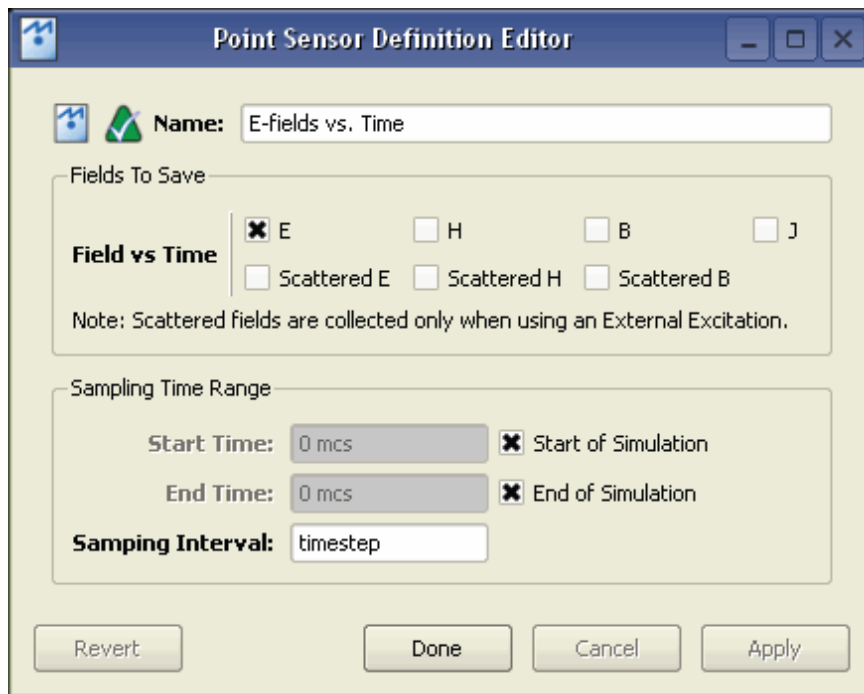 Point Sensor Definition Editor
Name: E-fields vs. Time
Fields To Save
Field vs Time
E H B J
Scattered E Scattered H Scattered B
Note: Scattered fields are collected only when using an External Excitation.
Sampling Time Range
Start Time: 0 mcs Start of Simulation
End Time: 0 mcs End of Simulation
Samping Interval: timestep
Revert Done Cancel Apply